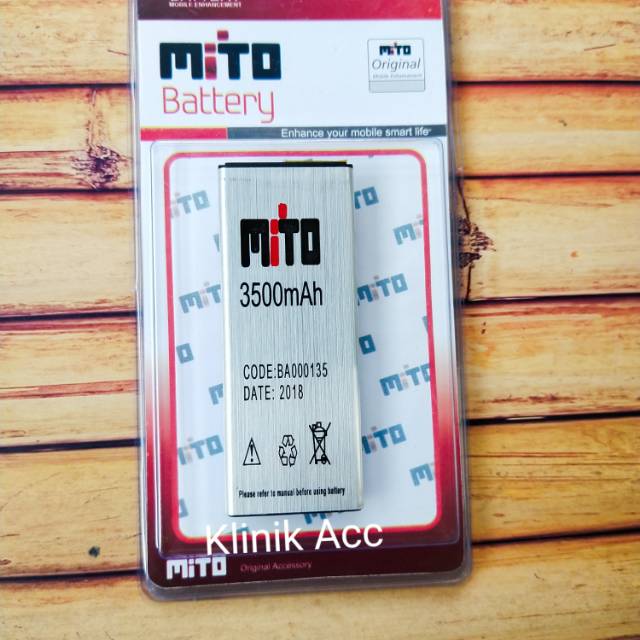 MOBILE ENHANCEMENT
MiTO
Battery
MiTO
Original
Mobile Enhancement
Enhance your mobile smart life
MiTO
3500mAh
CODE:BA000135
DATE: 2018
Please refer to manual before using battery
Klinik Acc
MiTO
Original Accessory